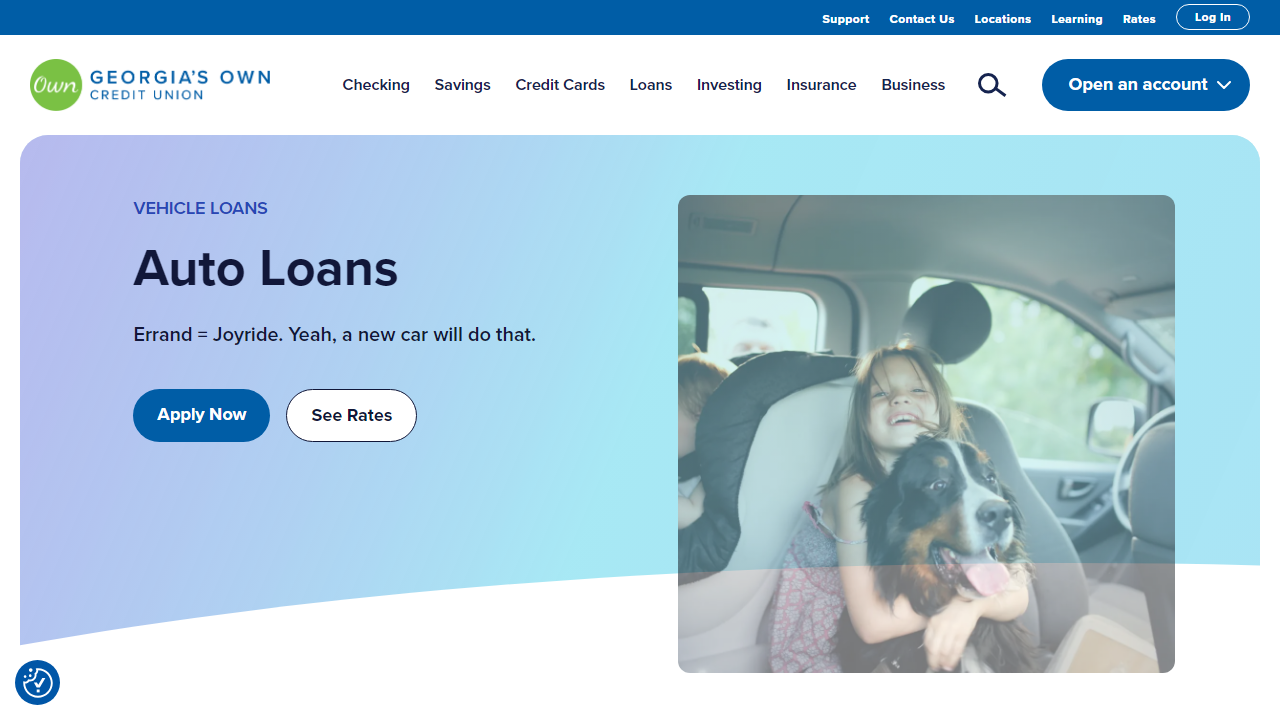 Support Contact Us Locations Learning Rates Log In
Own GEORGIA'S OWN
CREDIT UNION
Checking Savings Credit Cards Loans Investing Insurance Business Open an account
VEHICLE LOANS
Auto Loans
Errand = Joyride. Yeah, a new car will do that.
Apply Now See Rates